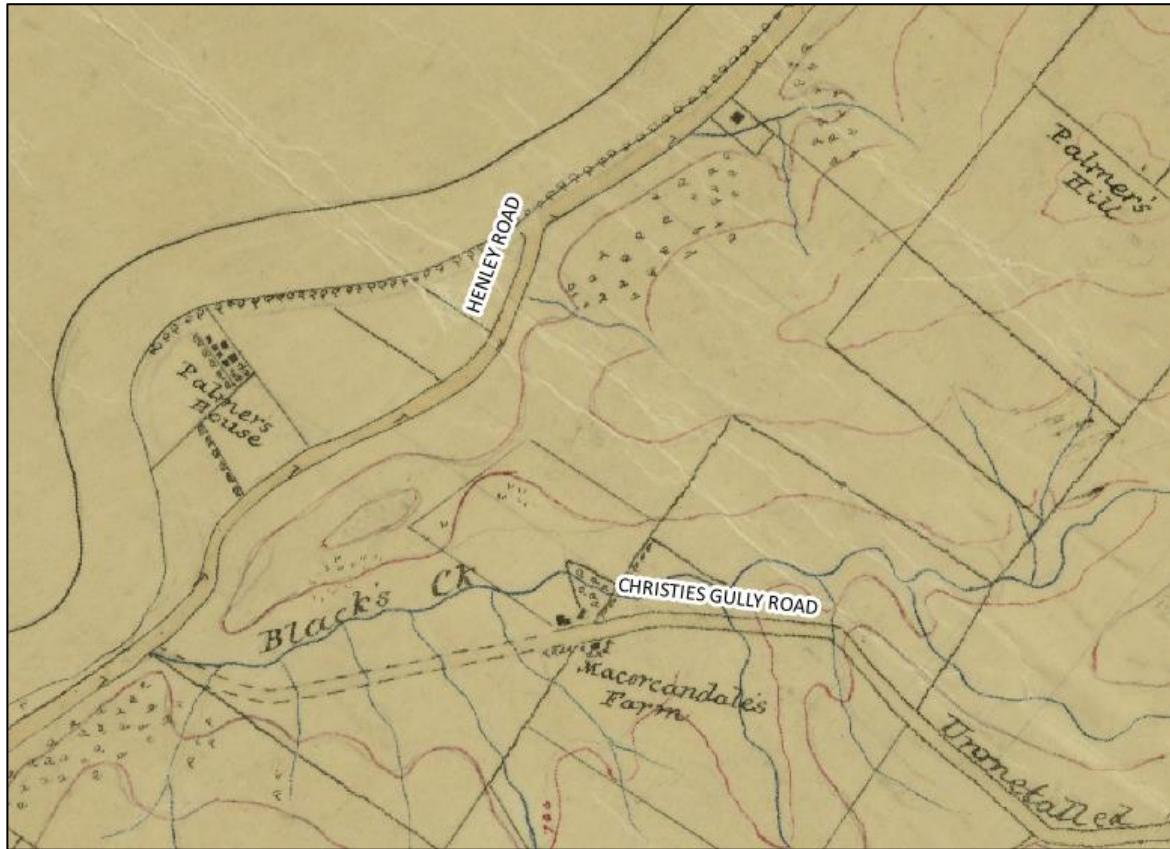 Palmer's
Hill
HENLEY ROAD
Palmer's
House
Black's Ck
CHRISTIES GULLY ROAD
Macorcandale's
Farm
Unmetalled